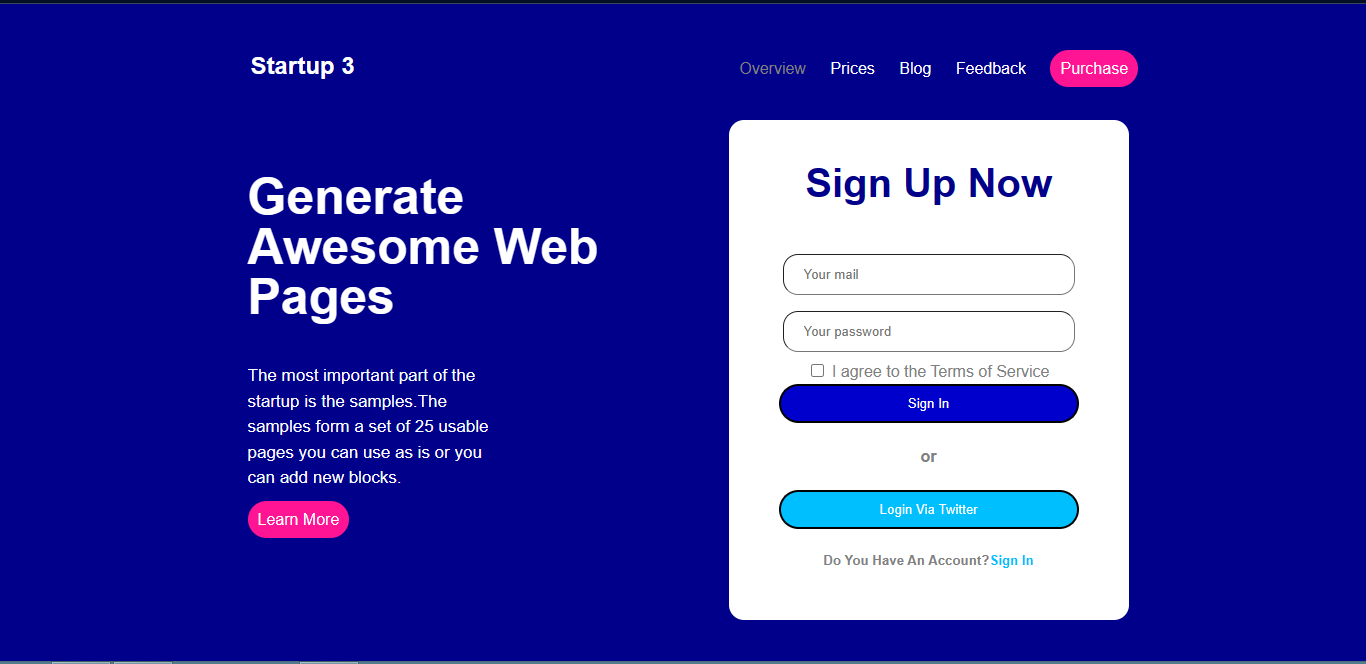 Startup 3
Overview Prices Blog Feedback Purchase
Generate
Awesome Web
Pages
The most important part of the
startup is the samples.The
samples form a set of 25 usable
pages you can use as is or you
can add new blocks.
Learn More
Sign Up Now
Your mail
Your password
I agree to the Terms of Service
Sign In
or
Login Via Twitter
Do You Have An Account?Sign In